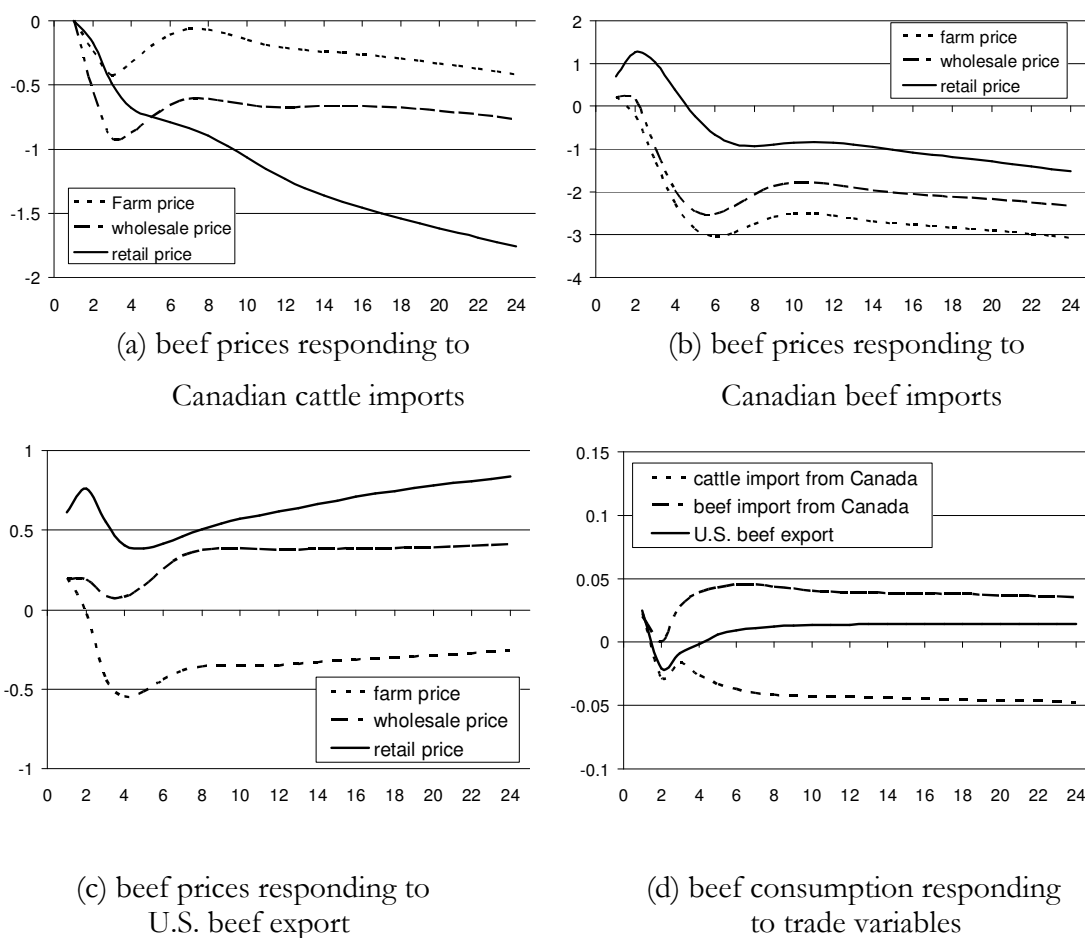 0
-0.5
-1
-1.5
-2
Farm price
wholesale price
retail price
0 2 4 6 8 10 12 14 16 18 20 22 24
(a) beef prices responding to
Canadian cattle imports
2
1
0
-1
-2
-3
-4
farm price
wholesale price
retail price
0 2 4 6 8 10 12 14 16 18 20 22 24
(b) beef prices responding to
Canadian beef imports
1
0.5
0
-0.5
-1
farm price
wholesale price
retail price
0 2 4 6 8 10 12 14 16 18 20 22 24
(c) beef prices responding to
U.S. beef export
0.15
0.1
0.05
0
-0.05
-0.1
cattle import from Canada
beef import from Canada
U.S. beef export
0 2 4 6 8 10 12 14 16 18 20 22 24
(d) beef consumption responding
to trade variables